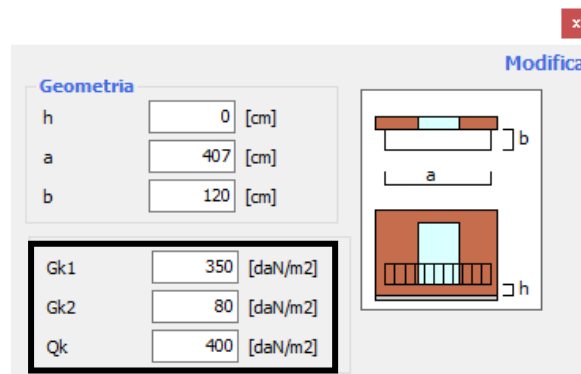 x
Modifica
Geometria
h 0 [cm]
a 407 [cm]
b 120 [cm]
b
a
h
Gk1 350 [daN/m2]
Gk2 80 [daN/m2]
Qk 400 [daN/m2]